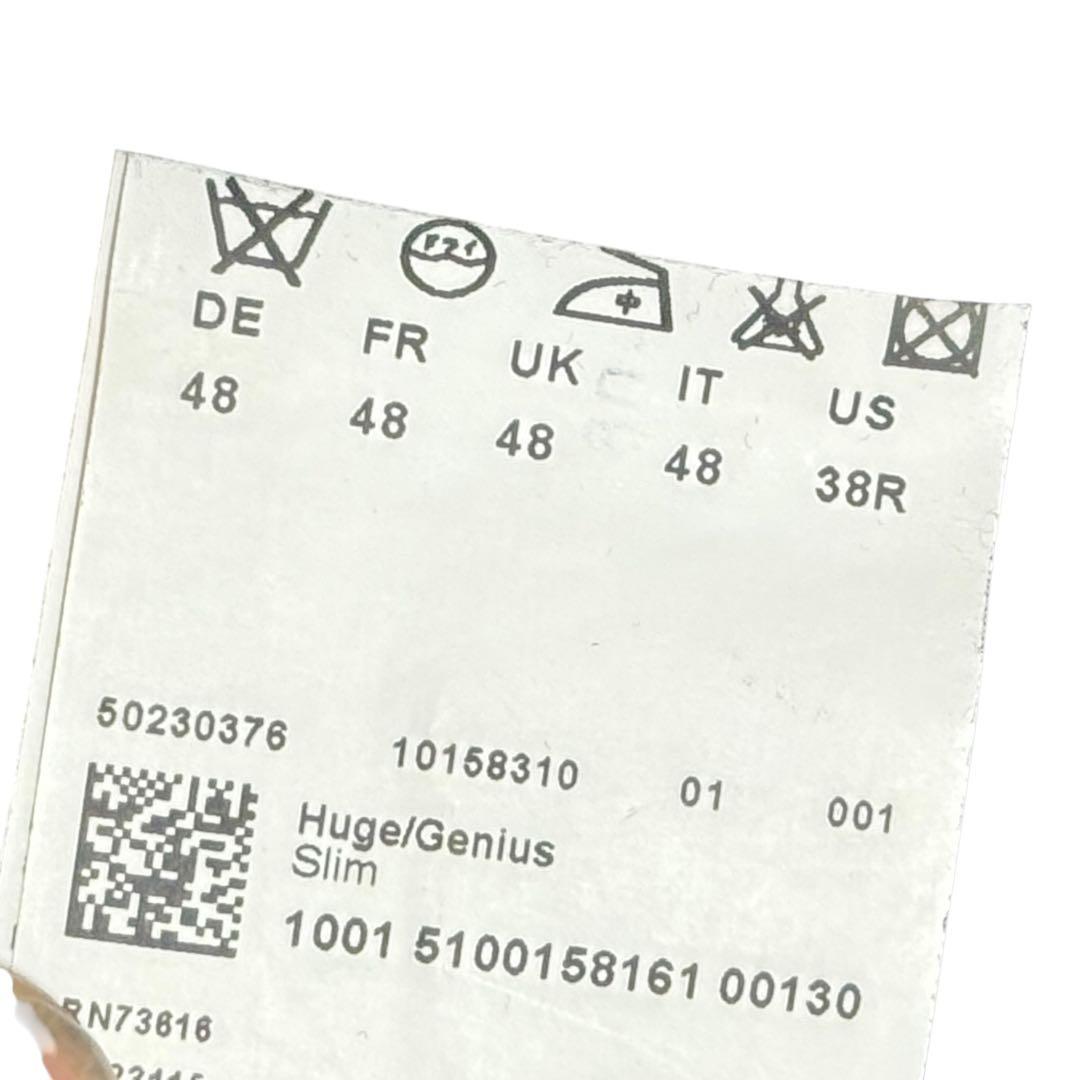 DE FR UK IT US
48 48 48 48 38R
50230376 10158310 01 001
Huge/Genius
Slim
1001 5100158161 00130
RN73616